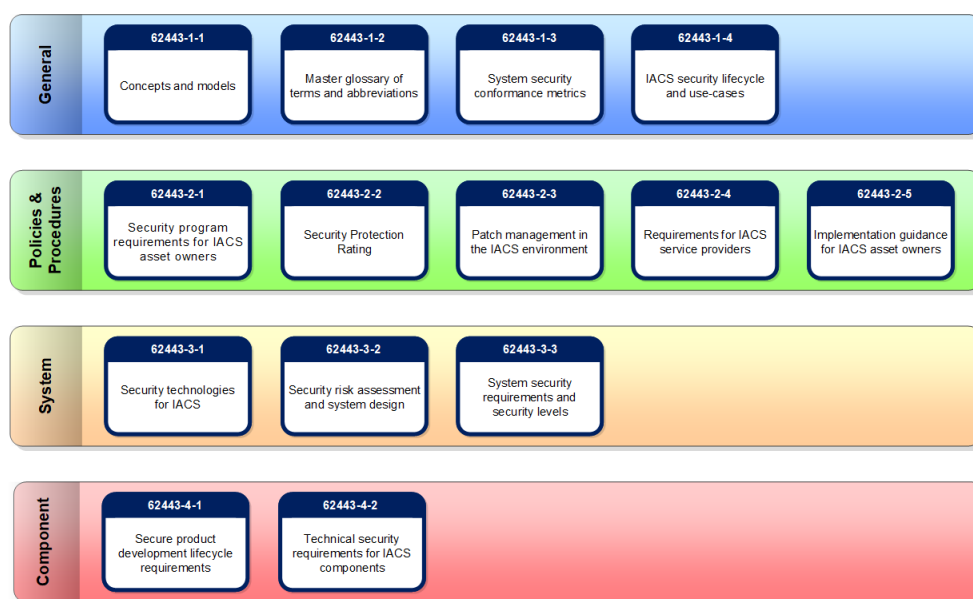 General
62443-1-1
Concepts and models
62443-1-2
Master glossary of
terms and abbreviations
62443-1-3
System security
conformance metrics
62443-1-4
IACS security lifecycle
and use-cases
Policies &
Procedures
62443-2-1
Security program
requirements for IACS
asset owners
62443-2-2
Security Protection
Rating
62443-2-3
Patch management in
the IACS environment
62443-2-4
Requirements for IACS
service providers
62443-2-5
Implementation guidance
for IACS asset owners
System
62443-3-1
Security technologies
for IACS
62443-3-2
Security risk assessment
and system design
62443-3-3
System security
requirements and
security levels
Component
62443-4-1
Secure product
development lifecycle
requirements
62443-4-2
Technical security
requirements for IACS
components